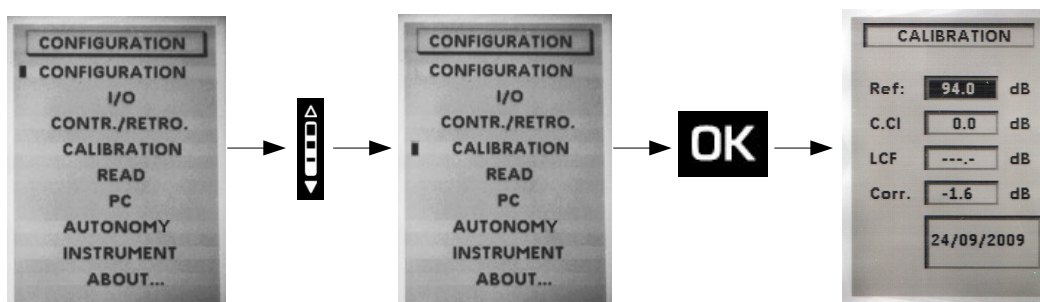 CONFIGURATION
CONFIGURATION
I/O
CONTR./RETRO.
CALIBRATION
READ
PC
AUTONOMY
INSTRUMENT
ABOUT...
CONFIGURATION
CONFIGURATION
I/O
CONTR./RETRO.
CALIBRATION
READ
PC
AUTONOMY
INSTRUMENT
ABOUT...
OK
CALIBRATION
Ref: 94.0 dB
C.CI 0.0 dB
LCF ---.- dB
Corr. -1.6 dB
24/09/2009